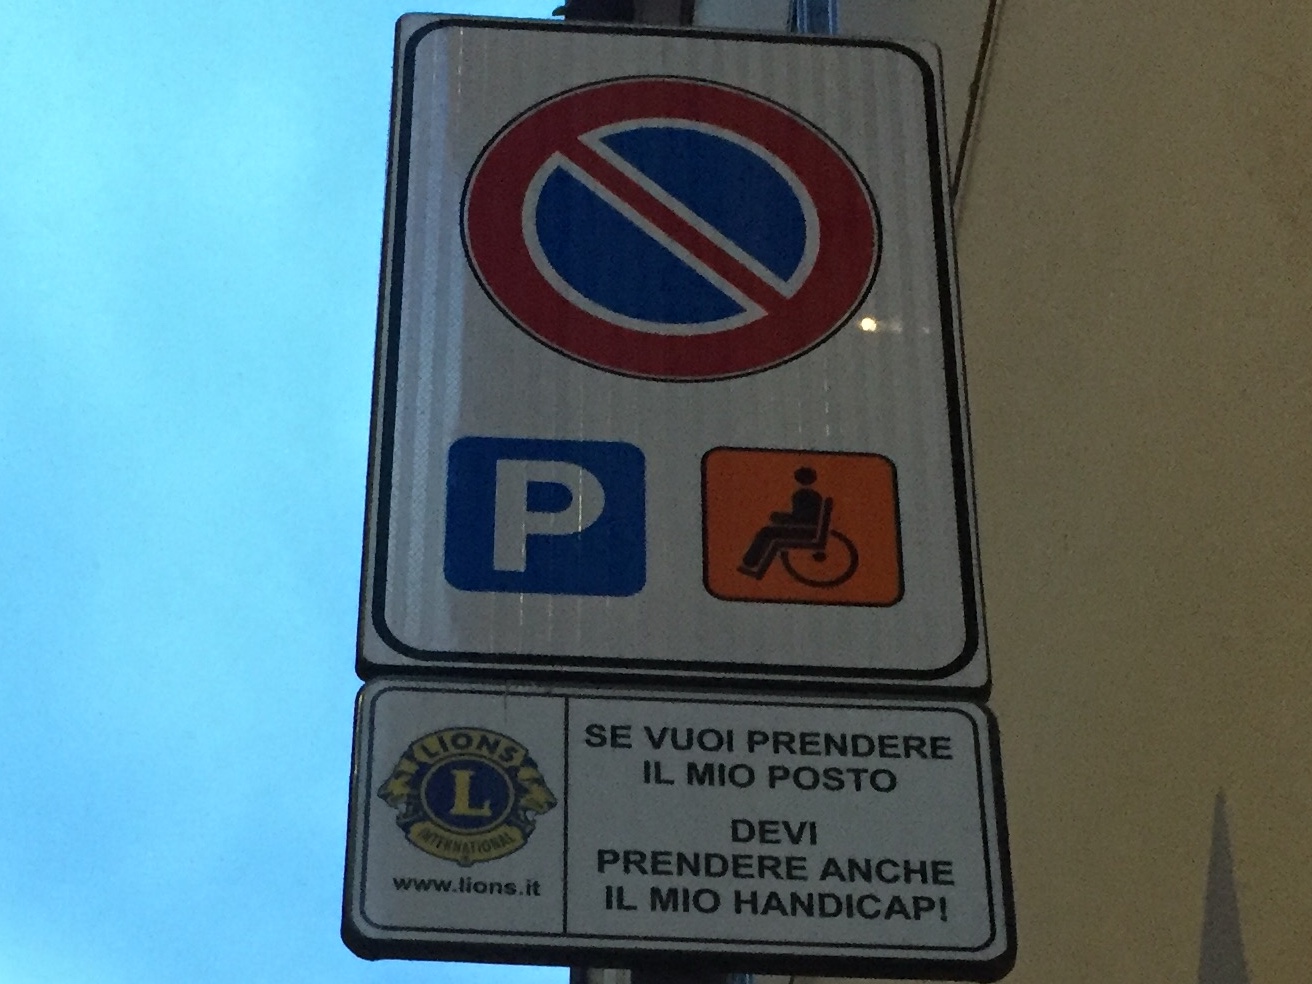 P
LIONS
L
INTERNATIONAL
www.lions.it
SE VUOI PRENDERE
IL MIO POSTO
DEVI
PRENDERE ANCHE
IL MIO HANDICAP!